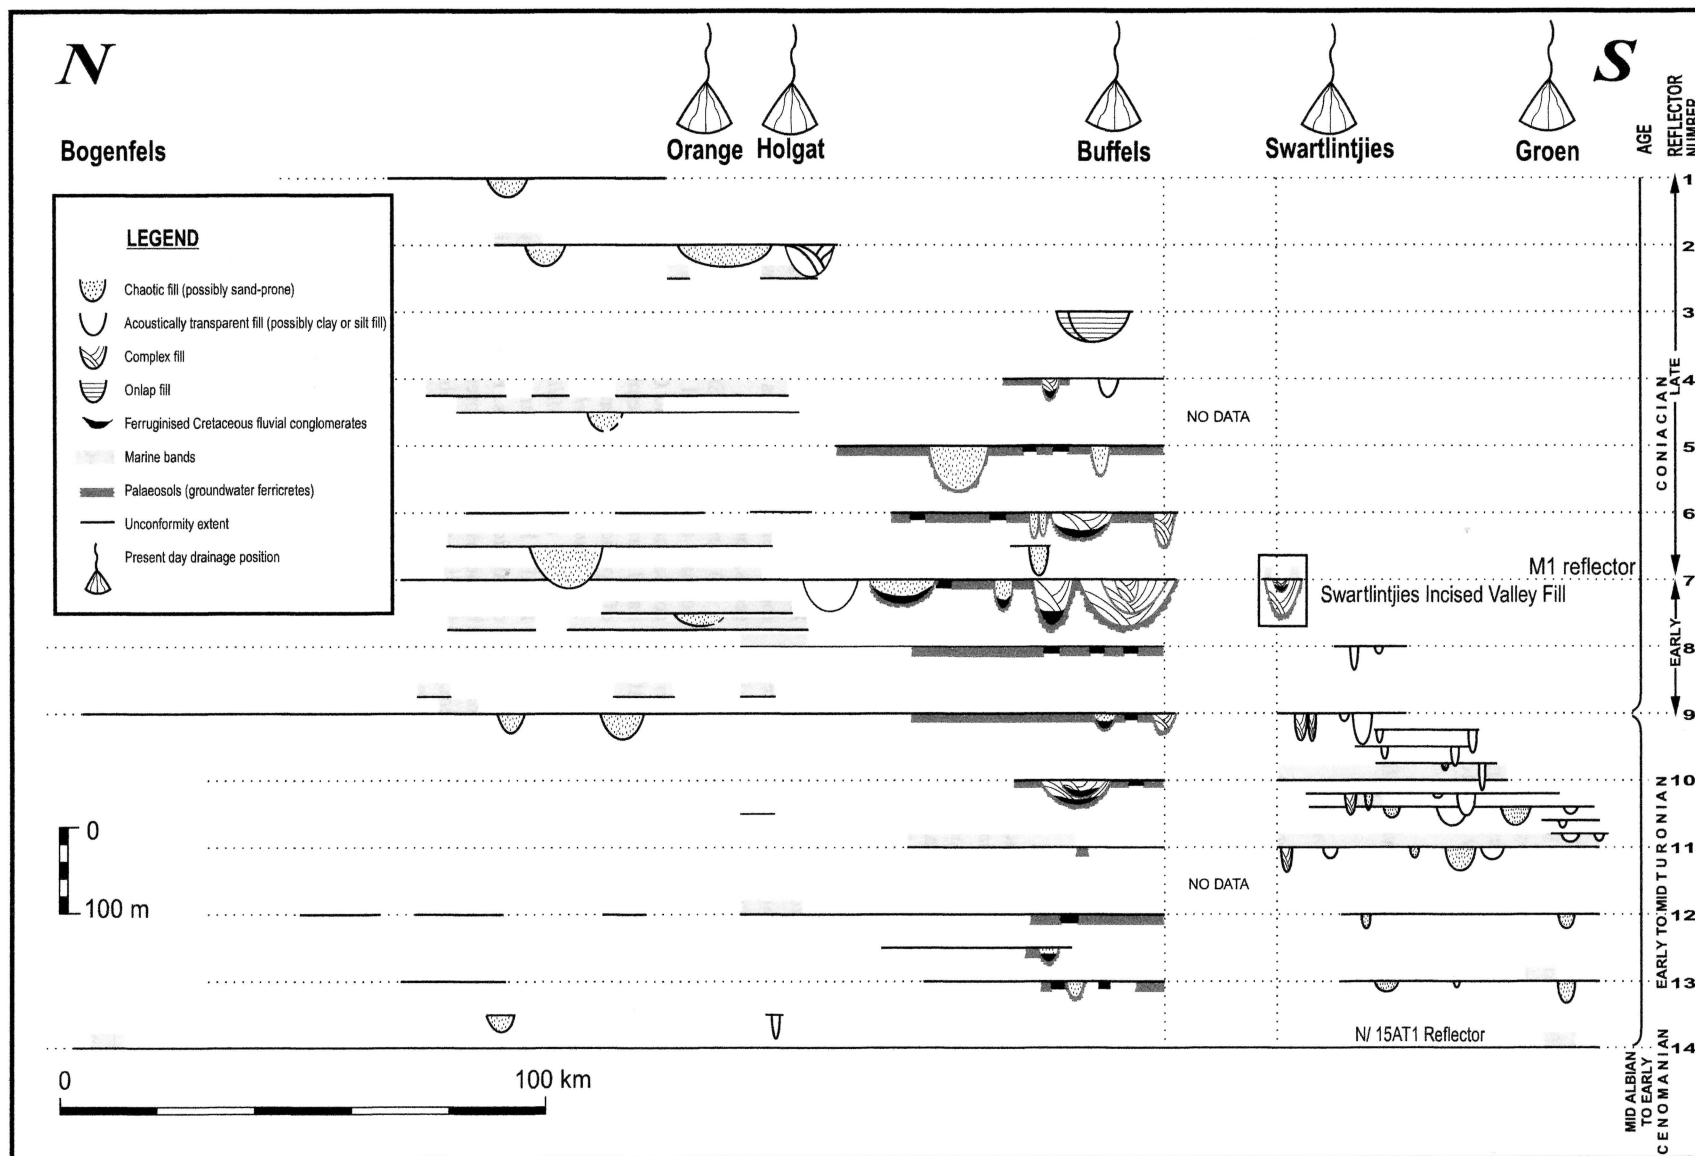 N
S
Bogenfels
Orange
Holgat
Buffels
Swartlintjies
Groen
AGE
REFLECTOR
NUMBER
LEGEND
Chaotic fill (possibly sand-prone)
Acoustically transparent fill (possibly clay or silt fill)
Complex fill
Onlap fill
Ferruginised Cretaceous fluvial conglomerates
Marine bands
Palaeosols (groundwater ferricretes)
Unconformity extent
Present day drainage position
1
2
3
4
5
6
7
8
9
10
11
12
13
14
NO DATA
M1 reflector
Swartlintjies Incised Valley Fill
NO DATA
N/ 15AT1 Reflector
CONIACIAN
LATE
EARLY
EARLY TO MID TURONIAN
MID ALBIAN
TO EARLY
CENOMANIAN
0
100 m
0
100 km